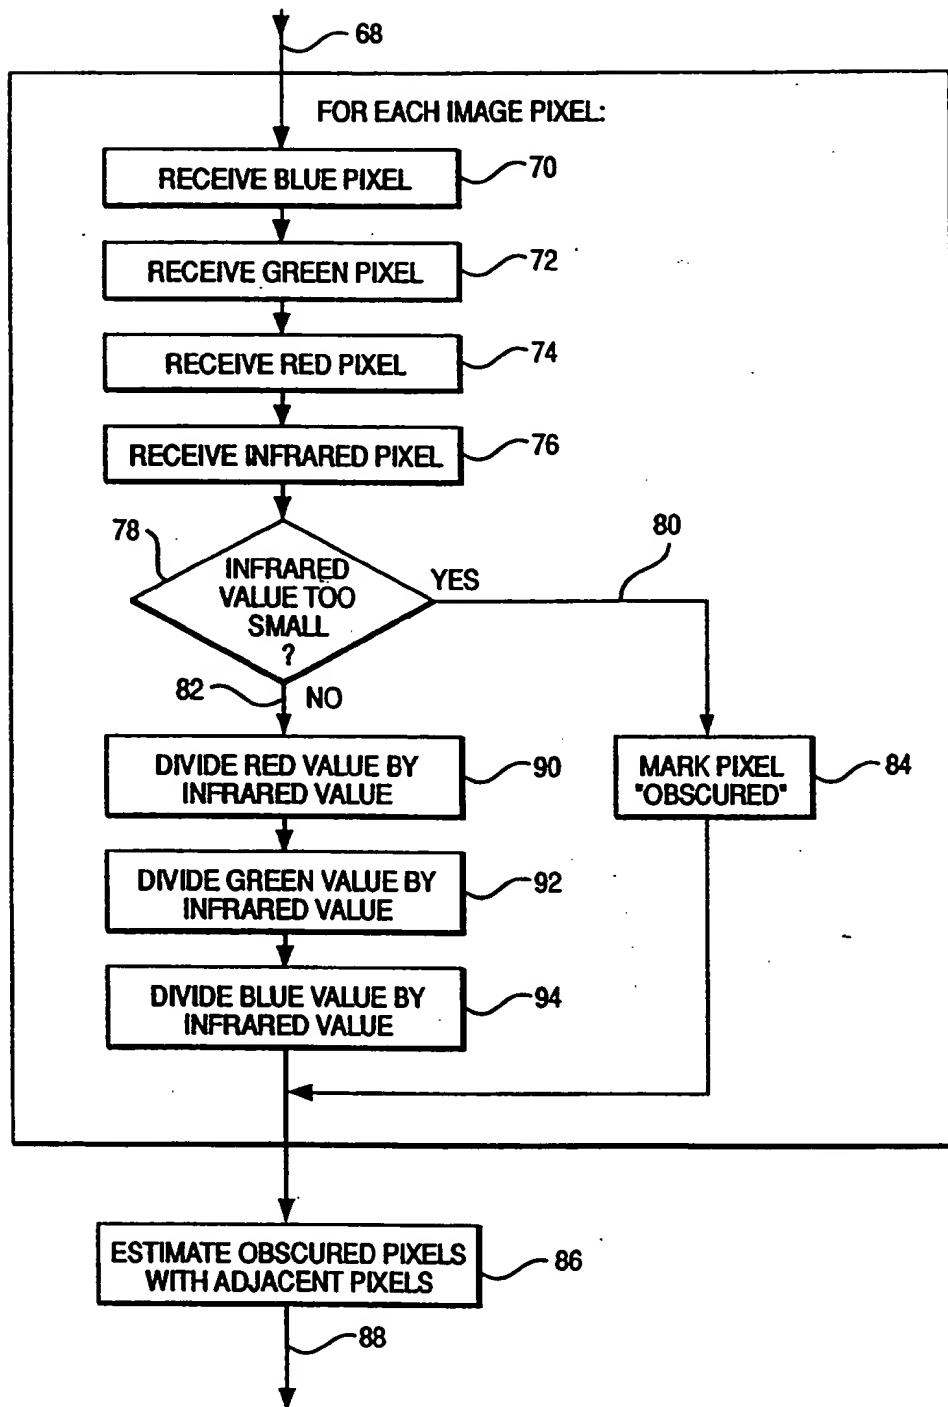 68
FOR EACH IMAGE PIXEL:
RECEIVE BLUE PIXEL
70
RECEIVE GREEN PIXEL
72
RECEIVE RED PIXEL
74
RECEIVE INFRARED PIXEL
76
78
INFRARED
VALUE TOO
SMALL
?
YES
80
82
NO
DIVIDE RED VALUE BY
INFRARED VALUE
90
MARK PIXEL
"OBSCURED"
84
DIVIDE GREEN VALUE BY
INFRARED VALUE
92
DIVIDE BLUE VALUE BY
INFRARED VALUE
94
ESTIMATE OBSCURED PIXELS
WITH ADJACENT PIXELS
86
88